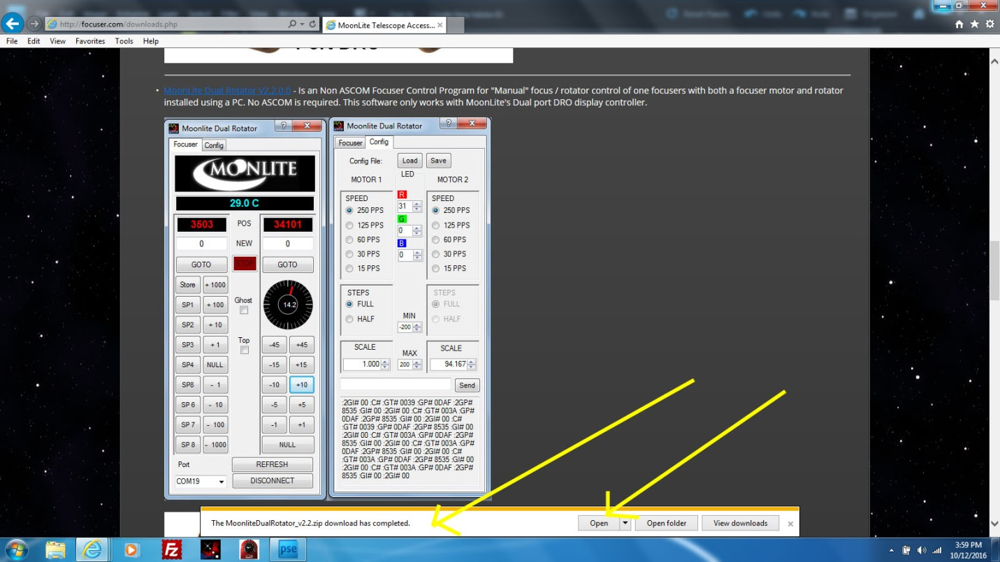 http://focuser.com/downloads.php
MoonLite Telescope Access...
File Edit View Favorites Tools Help
• MoonLite Dual Rotator V2.2.0.0 - Is an Non ASCOM Focuser Control Program for "Manual" focus / rotator control of one focusers with both a focuser motor and rotator
installed using a PC. No ASCOM is required. This software only works with MoonLite's Dual port DRO display controller.
Moonlite Dual Rotator
Focuser Config
MOONLITE
29.0 C
3503 POS 34101
0 NEW 0
GOTO STOP GOTO
Store + 1000
SP1 + 100
Ghost
14.2
SP2 + 10
SP3 + 1
Top
-45 +45
SP4 NULL -15 +15
SP8 - 1 -10 +10
SP 6 - 10 -5 +5
SP 7 - 100 -1 +1
SP 8 - 1000 NULL
Port REFRESH
COM19 DISCONNECT
Moonlite Dual Rotator
Focuser Config
Config File: Load Save
MOTOR 1 LED MOTOR 2
SPEED R SPEED
250 PPS 31 250 PPS
125 PPS G 125 PPS
0
60 PPS B 60 PPS
30 PPS 0 30 PPS
15 PPS 15 PPS
STEPS STEPS
FULL FULL
HALF MIN HALF
-200
SCALE MAX SCALE
1.000 200 94.167
Send
:2GI# 00 :C# :GT# 0039 :GP# 0DAF :2GP#
8535 :GI# 00 :2GI# 00 :C# :GT# 003A :GP#
0DAF :2GP# 8535 :GI# 00 :2GI# 00 :C#
:GT# 0039 :GP# 0DAF :2GP# 8535 :GI# 00
:2GI# 00 :C# :GT# 003A :GP# 0DAF :2GP#
8535 :GI# 00 :2GI# 00 :C# :GT# 003A :GP#
0DAF :2GP# 8535 :GI# 00 :2GI# 00 :C#
:GT# 003A :GP# 0DAF :2GP# 8535 :GI# 00
:2GI# 00 :C# :GT# 003A :GP# 0DAF :2GP#
8535 :GI# 00 :2GI# 00
The MoonliteDualRotator_v2.2.zip download has completed. Open Open folder View downloads
Fz
pse
3:59 PM
10/12/2016